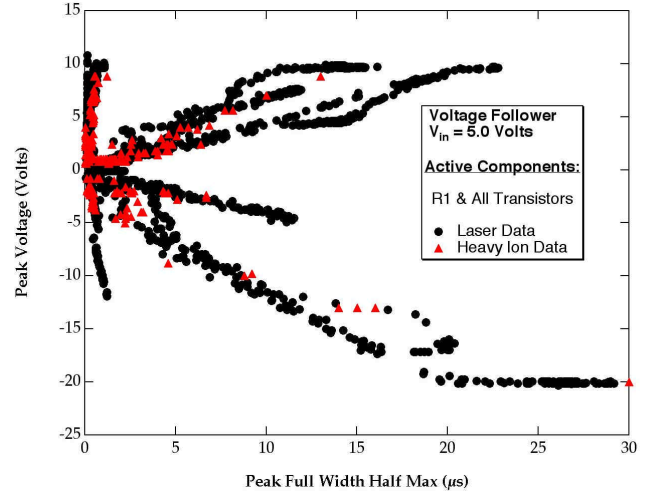 15
10
5
0
-5
-10
-15
-20
-25
Peak Voltage (Volts)
0
5
10
15
20
25
30
Peak Full Width Half Max (μs)
Voltage Follower
V_in = 5.0 Volts
Active Components:
R1 & All Transistors
Laser Data
Heavy Ion Data